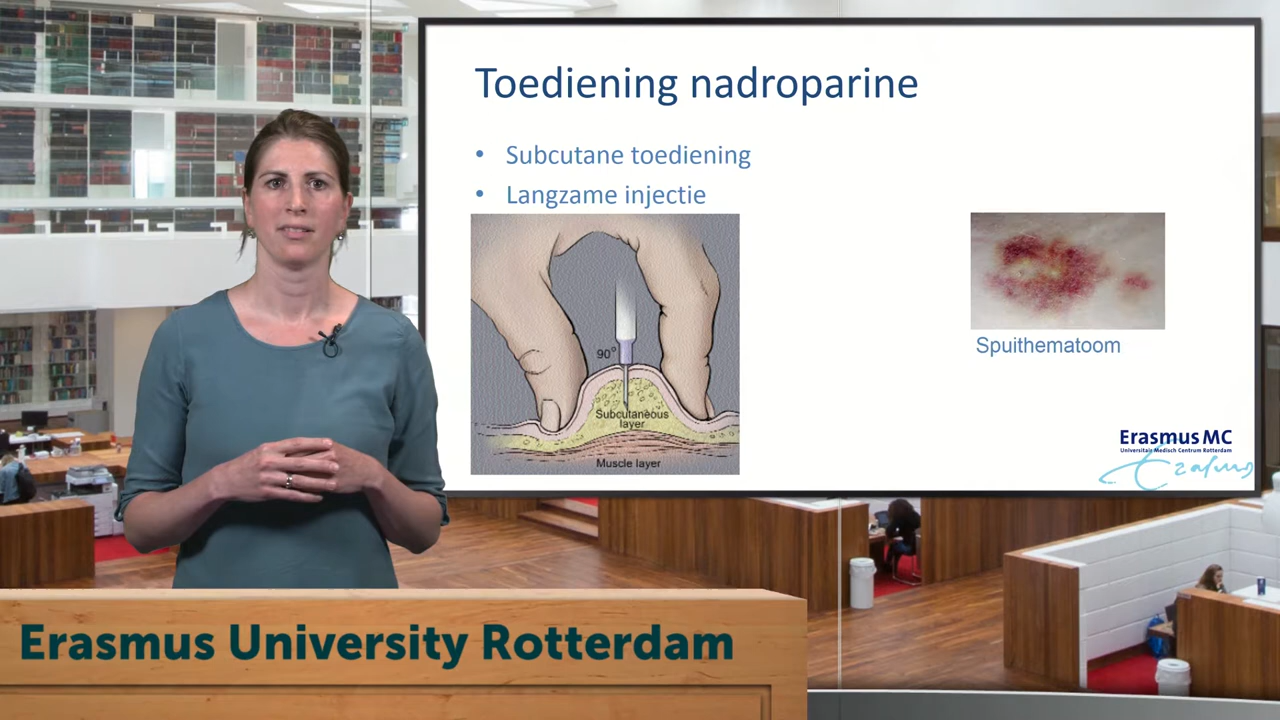 Toediening nadroparine
• Subcutane toediening
• Langzame injectie
90°
Subcutaneous
layer
Muscle layer
Spuithematoom
Erasmus MC
Universitair Medisch Centrum Rotterdam
Erasmus
Erasmus University Rotterdam